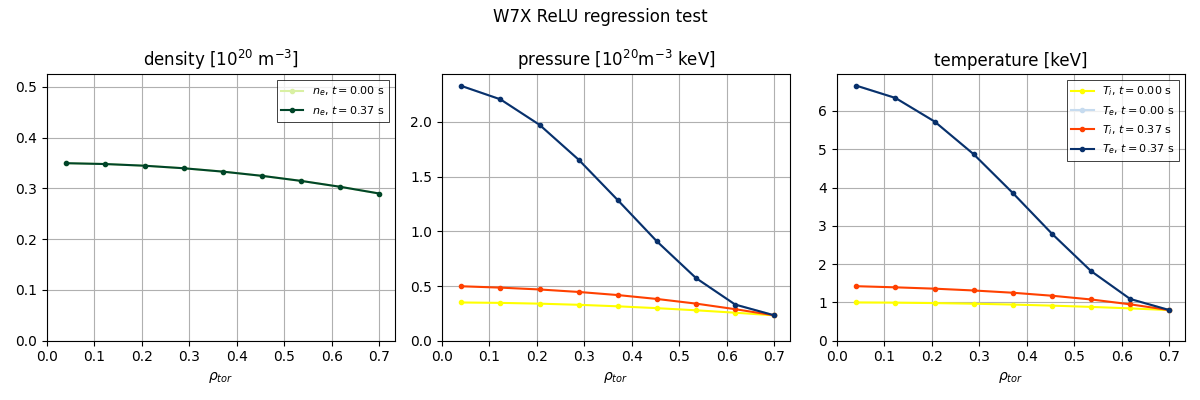 W7X ReLU regression test
density [10²⁰ m⁻³]
0.5
0.4
0.3
0.2
0.1
0.0
0.0 0.1 0.2 0.3 0.4 0.5 0.6 0.7
ρ_tor
n_e, t = 0.00 s
n_e, t = 0.37 s
pressure [10²⁰m⁻³ keV]
2.0
1.5
1.0
0.5
0.0
0.0 0.1 0.2 0.3 0.4 0.5 0.6 0.7
ρ_tor
temperature [keV]
6
5
4
3
2
1
0
0.0 0.1 0.2 0.3 0.4 0.5 0.6 0.7
ρ_tor
T_i, t = 0.00 s
T_e, t = 0.00 s
T_i, t = 0.37 s
T_e, t = 0.37 s